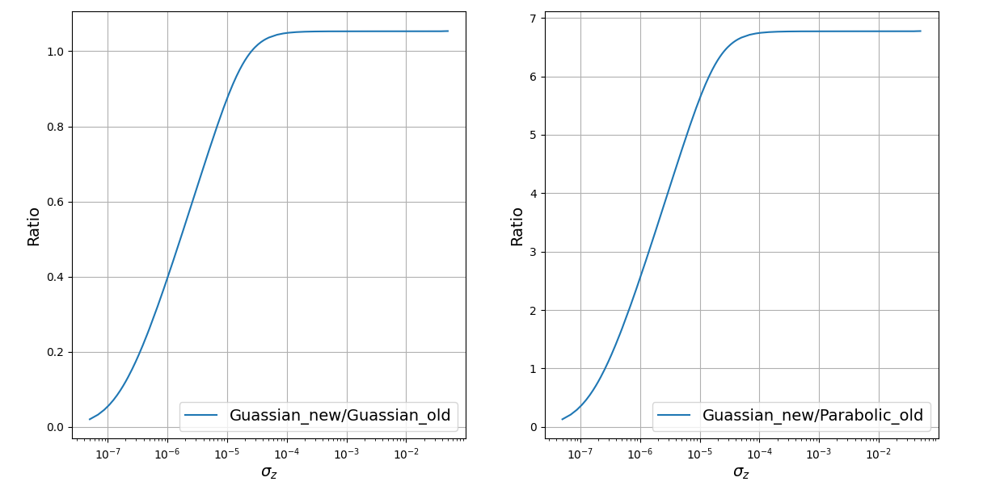 1.0
0.8
0.6
0.4
0.2
0.0
Ratio
10⁻⁷ 10⁻⁶ 10⁻⁵ 10⁻⁴ 10⁻³ 10⁻²
σ_z
Guassian_new/Guassian_old
7
6
5
4
3
2
1
0
Ratio
10⁻⁷ 10⁻⁶ 10⁻⁵ 10⁻⁴ 10⁻³ 10⁻²
σ_z
Guassian_new/Parabolic_old